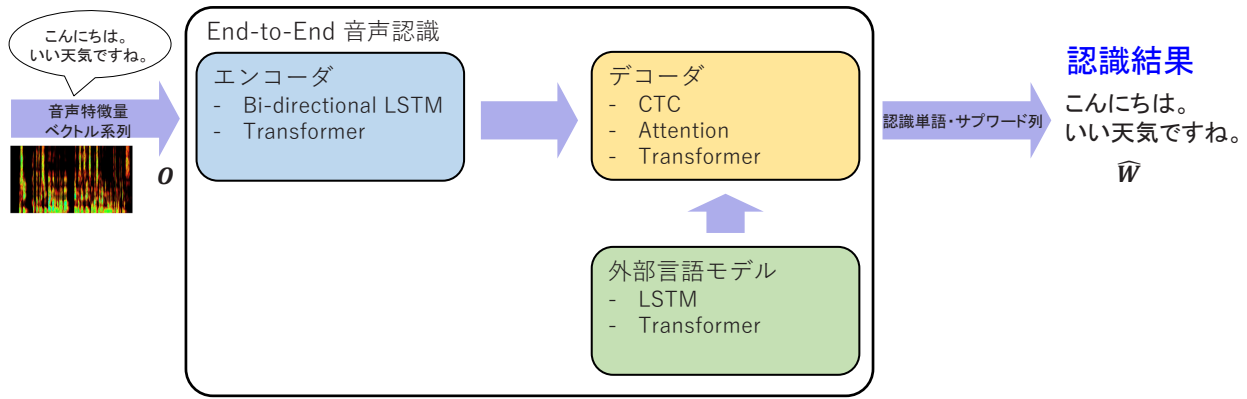 こんにちは。
いい天気ですね。
音声特徴量
ベクトル系列
O
End-to-End 音声認識
エンコーダ
- Bi-directional LSTM
- Transformer
デコーダ
- CTC
- Attention
- Transformer
外部言語モデル
- LSTM
- Transformer
認識単語・サブワード列
認識結果
こんにちは。
いい天気ですね。
Ŵ